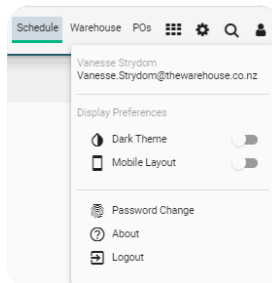 Schedule Warehouse POs
Vanesse Strydom
Vanesse.Strydom@thewarehouse.co.nz
Display Preferences
Dark Theme
Mobile Layout
Password Change
About
Logout